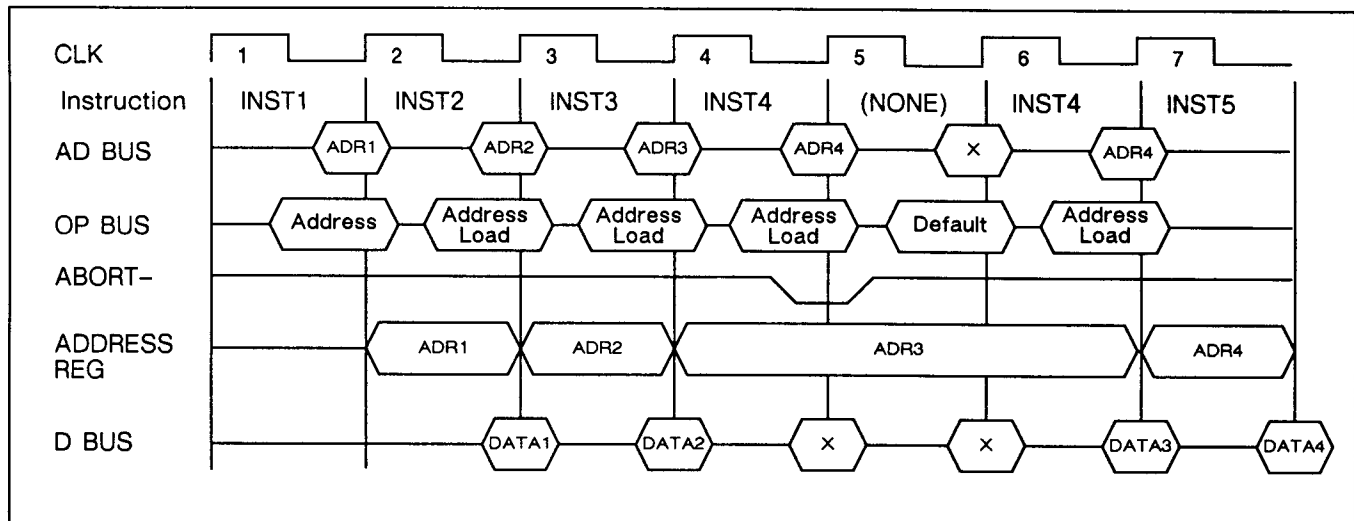 CLK 1 2 3 4 5 6 7
Instruction INST1 INST2 INST3 INST4 (NONE) INST4 INST5
AD BUS ADR1 ADR2 ADR3 ADR4 × ADR4
OP BUS Address Address Load Address Load Address Load Default Address Load
ABORT–
ADDRESS REG ADR1 ADR2 ADR3 ADR4
D BUS DATA1 DATA2 × × DATA3 DATA4